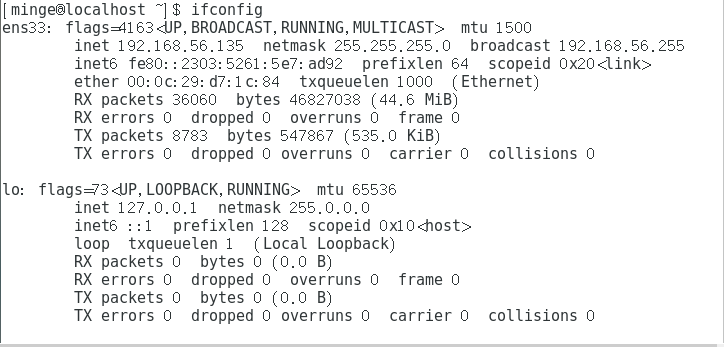 [minge@localhost ~]$ ifconfig
ens33: flags=4163<UP,BROADCAST,RUNNING,MULTICAST>  mtu 1500
        inet 192.168.56.135  netmask 255.255.255.0  broadcast 192.168.56.255
        inet6 fe80::2303:5261:5e7:ad92  prefixlen 64  scopeid 0x20<link>
        ether 00:0c:29:d7:1c:84  txqueuelen 1000  (Ethernet)
        RX packets 36060  bytes 46827038 (44.6 MiB)
        RX errors 0  dropped 0  overruns 0  frame 0
        TX packets 8783  bytes 547867 (535.0 KiB)
        TX errors 0  dropped 0 overruns 0  carrier 0  collisions 0

lo: flags=73<UP,LOOPBACK,RUNNING>  mtu 65536
        inet 127.0.0.1  netmask 255.0.0.0
        inet6 ::1  prefixlen 128  scopeid 0x10<host>
        loop  txqueuelen 1  (Local Loopback)
        RX packets 0  bytes 0 (0.0 B)
        RX errors 0  dropped 0  overruns 0  frame 0
        TX packets 0  bytes 0 (0.0 B)
        TX errors 0  dropped 0 overruns 0  carrier 0  collisions 0